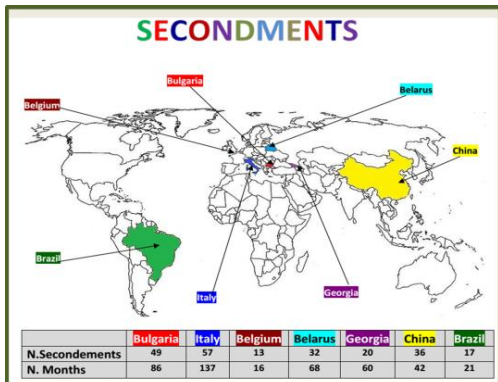 SECONDMENTS
Bulgaria
Belarus
Belgium
China
Brazil
Italy
Georgia
Bulgaria Italy Belgium Belarus Georgia China Brazil
N.Secondements 49 57 13 32 20 36 17
N. Months 86 137 16 68 60 42 21